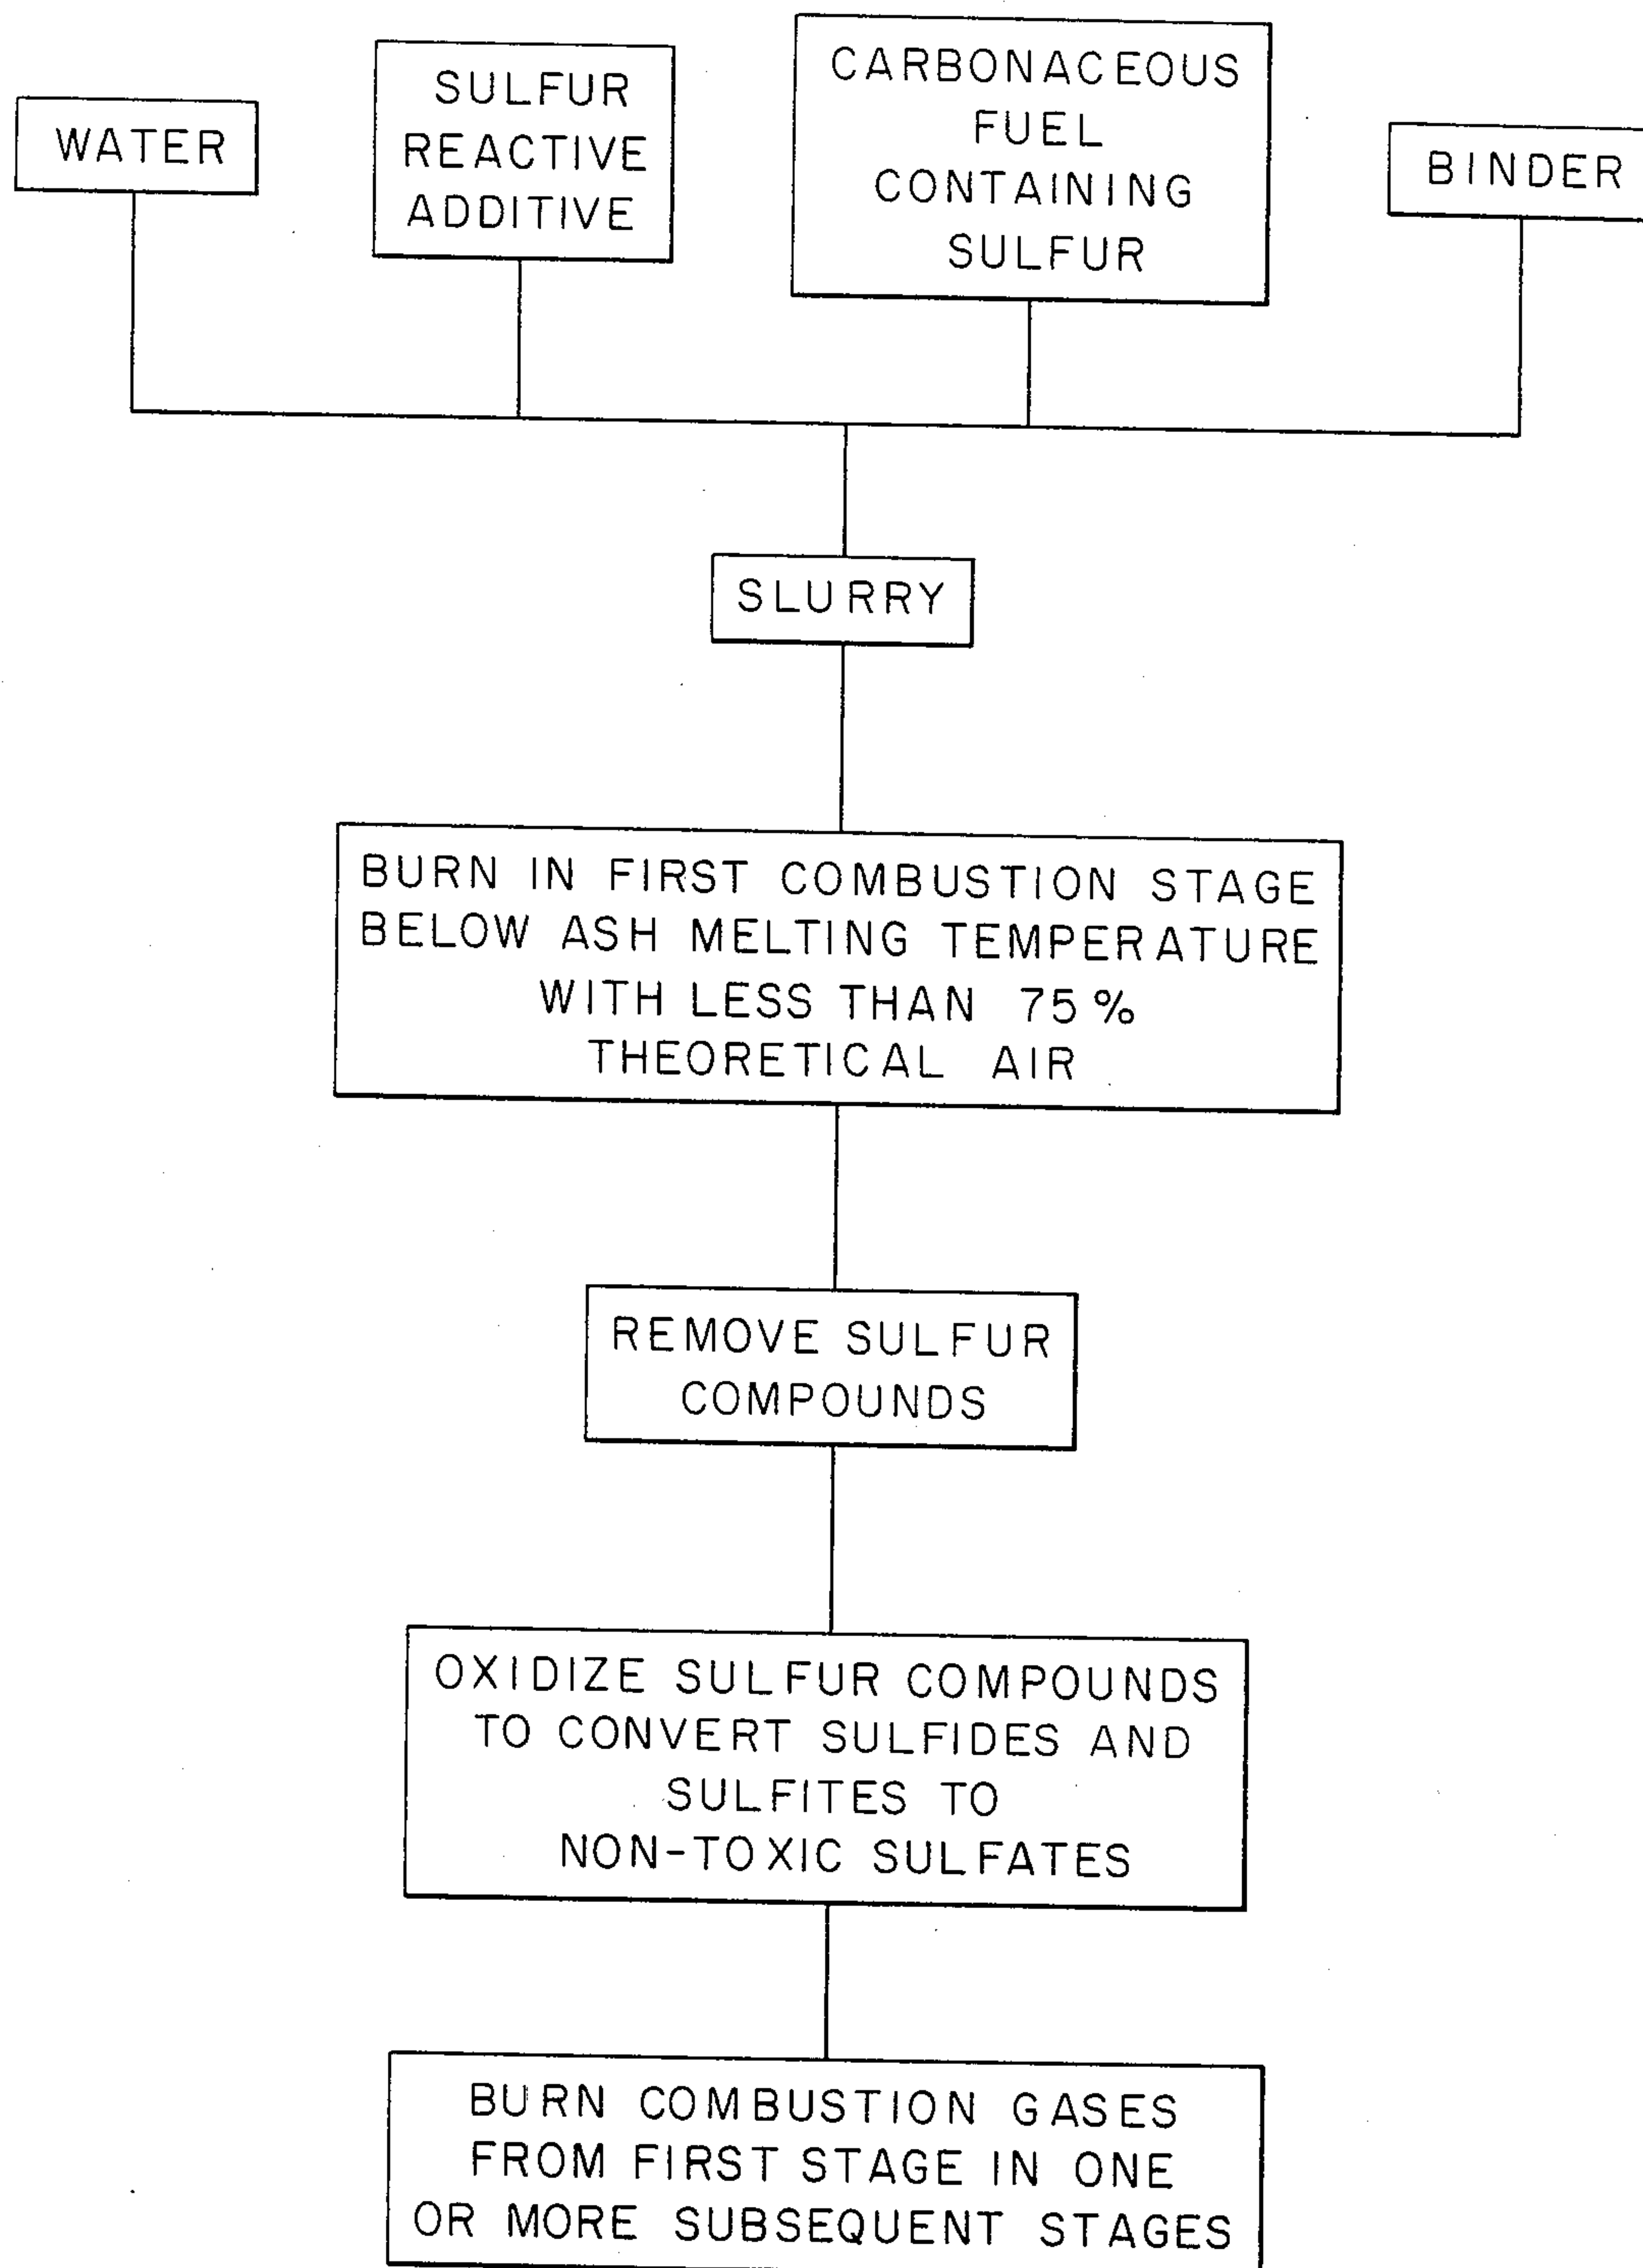 WATER
SULFUR
REACTIVE
ADDITIVE
CARBONACEOUS
FUEL
CONTAINING
SULFUR
BINDER
SLURRY
BURN IN FIRST COMBUSTION STAGE
BELOW ASH MELTING TEMPERATURE
WITH LESS THAN 75%
THEORETICAL AIR
REMOVE SULFUR
COMPOUNDS
OXIDIZE SULFUR COMPOUNDS
TO CONVERT SULFIDES AND
SULFITES TO
NON-TOXIC SULFATES
BURN COMBUSTION GASES
FROM FIRST STAGE IN ONE
OR MORE SUBSEQUENT STAGES